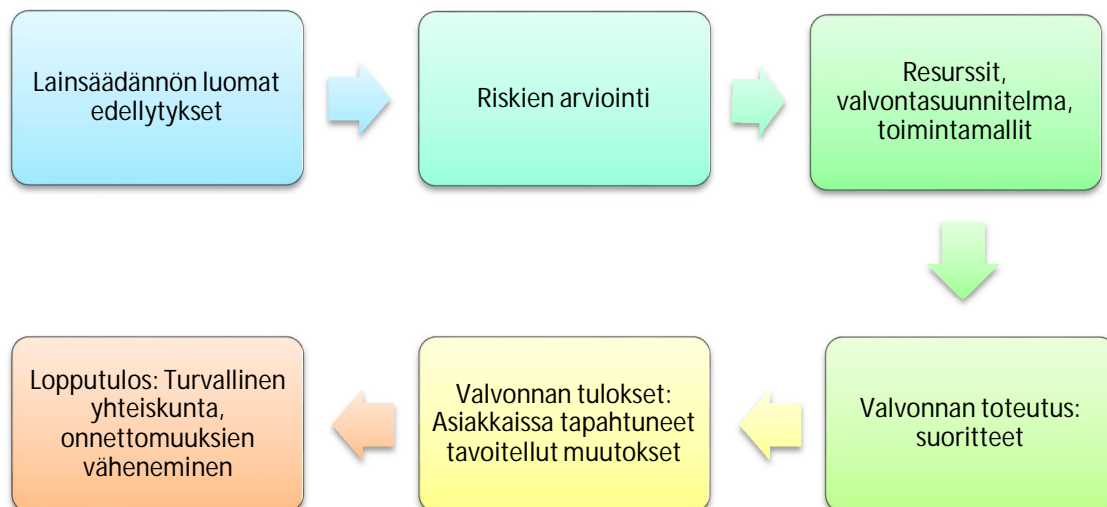 Lainsäädännön luomat
edellytykset
Riskien arviointi
Resurssit,
valvontasuunnitelma,
toimintamallit
Valvonnan toteutus:
suoritteet
Valvonnan tulokset:
Asiakkaissa tapahtuneet
tavoitellut muutokset
Lopputulos: Turvallinen
yhteiskunta,
onnettomuuksien
väheneminen